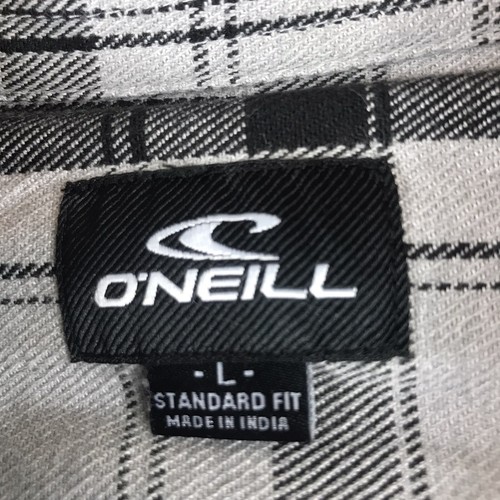 O'NEILL
- L -
STANDARD FIT
MADE IN INDIA